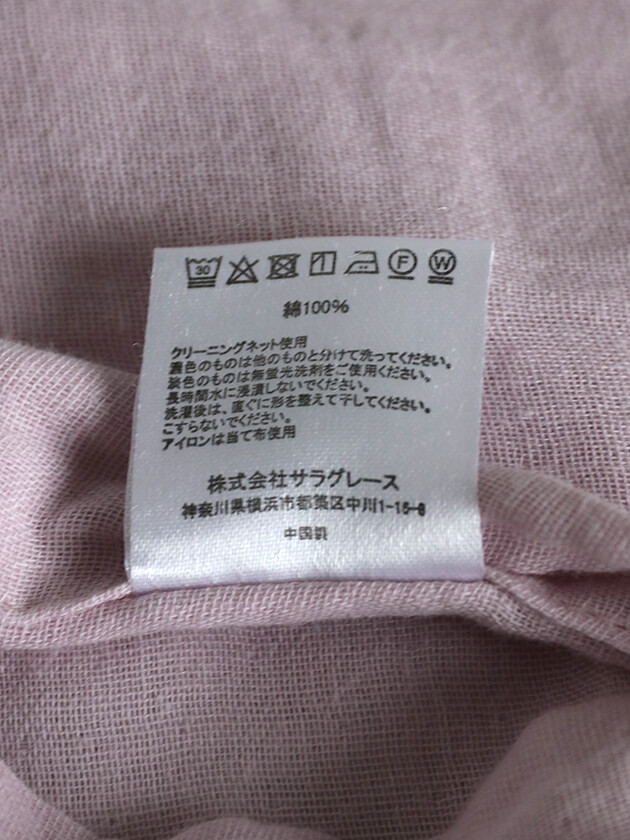 30 F W
綿100%
クリーニングネット使用
濃色のものは他のものと分けて洗ってください。
淡色のものは無蛍光洗剤をご使用ください。
長時間水に浸漬しないでください。
洗濯後は、直ぐに形を整えて干してください。
こすらないでください。
アイロンは当て布使用
株式会社サラグレース
神奈川県横浜市都築区中川1-15-8
中国製